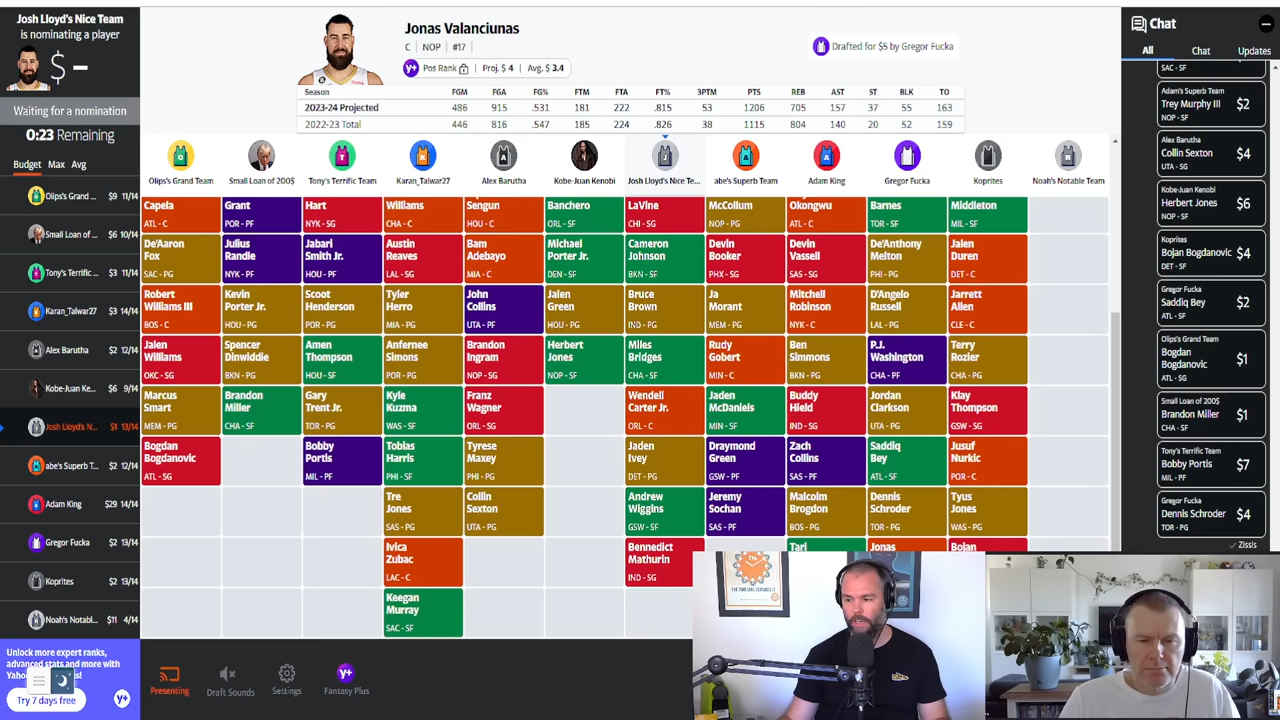 Josh Lloyd's Nice Team
is nominating a player
$ –
Waiting for a nomination
0:23 Remaining
Budget Max Avg
Olips's Grand ... $9 11/14
Small Loan of ... $6 10/14
Tony's Terrific ... $3 11/14
Karan_Talwar27 $3 14/14
Alex Barutha $2 12/14
Kobe-Juan Ke... $6 9/14
Josh Lloyd's N... $1 13/14
abe's Superb T... $2 12/14
Adam King $29 14/14
Gregor Fucka $2 13/14
Koprites $2 13/14
Noah's Notabl... $11 4/14
Unlock more expert ranks,
advanced stats and more with
Try 7 days free
Jonas Valanciunas
C | NOP | #17
Pos Rank | Proj. $ 4 | Avg. $ 3.4
Drafted for $5 by Gregor Fucka
Season FGM FGA FG% FTM FTA FT% 3PTM PTS REB AST ST BLK TO
2023-24 Projected 486 915 .531 181 222 .815 53 1206 705 157 37 55 163
2022-23 Total 446 816 .547 185 224 .826 38 1115 804 140 20 52 159
Olips's Grand Team Small Loan of 200$ Tony's Terrific Team Karan_Talwar27 Alex Barutha Kobe-Juan Kenobi Josh Lloyd's Nice Te... abe's Superb Team Adam King Gregor Fucka Koprites Noah's Notable Team
Capela Grant Hart Williams Sengun Banchero LaVine McCollum Okongwu Barnes Middleton
ATL - C POR - PF NYK - SG CHA - C HOU - C ORL - SF CHI - SG NOP - PG ATL - C TOR - SF MIL - SF
De'Aaron Julius Jabari Austin Bam Michael Cameron Devin Devin De'Anthony Jalen
Fox Randle Smith Jr. Reaves Adebayo Porter Jr. Johnson Booker Vassell Melton Duren
SAC - PG NYK - PF HOU - PF LAL - SG MIA - C DEN - SF BKN - SF PHX - SG SAS - SG PHI - PG DET - C
Robert Kevin Scoot Tyler John Jalen Bruce Ja Mitchell D'Angelo Jarrett
Williams III Porter Jr. Henderson Herro Collins Green Brown Morant Robinson Russell Allen
BOS - C HOU - PG POR - PG MIA - PG UTA - PF HOU - PG IND - PG MEM - PG NYK - C LAL - PG CLE - C
Jalen Spencer Amen Anfernee Brandon Herbert Miles Rudy Ben P.J. Terry
Williams Dinwiddie Thompson Simons Ingram Jones Bridges Gobert Simmons Washington Rozier
OKC - SG BKN - PG HOU - SF POR - PG NOP - SG NOP - SF CHA - SF MIN - C BKN - PG CHA - PF CHA - PG
Marcus Brandon Gary Kyle Franz Wendell Jaden Buddy Jordan Klay
Smart Miller Trent Jr. Kuzma Wagner Carter Jr. McDaniels Hield Clarkson Thompson
MEM - PG CHA - SF TOR - PG WAS - SF ORL - SG ORL - C MIN - SF IND - SG UTA - PG GSW - SG
Bogdan Bobby Tobias Tyrese Jaden Draymond Zach Saddiq Jusuf
Bogdanovic Portis Harris Maxey Ivey Green Collins Bey Nurkic
ATL - SG MIL - PF PHI - SF PHI - PG DET - PG GSW - PF SAS - PF ATL - SF POR - C
Tre Collin Andrew Jeremy Malcolm Dennis Tyus
Jones Sexton Wiggins Sochan Brogdon Schroder Jones
SAS - PG UTA - PG GSW - SF SAS - PF BOS - PG TOR - PG WAS - PG
Ivica Bennedict Tari Jonas Bojan
Zubac Mathurin
LAC - C IND - SG
Keegan
Murray
SAC - SF
Presenting Draft Sounds Settings Fantasy Plus
Chat
All Chat Updates
SAC - SF
Adam's Superb Team
Trey Murphy III $2
NOP - SF
Alex Barutha
Collin Sexton $4
UTA - SG
Kobe-Juan Kenobi
Herbert Jones $6
NOP - SF
Koprites
Bojan Bogdanovic $4
DET - SF
Gregor Fucka
Saddiq Bey $2
ATL - SF
Olips's Grand Team
Bogdan
Bogdanovic $1
ATL - SG
Small Loan of 200$
Brandon Miller $1
CHA - SF
Tony's Terrific Team
Bobby Portis $7
MIL - PF
Gregor Fucka
Dennis Schroder $4
TOR - PG
Zissis